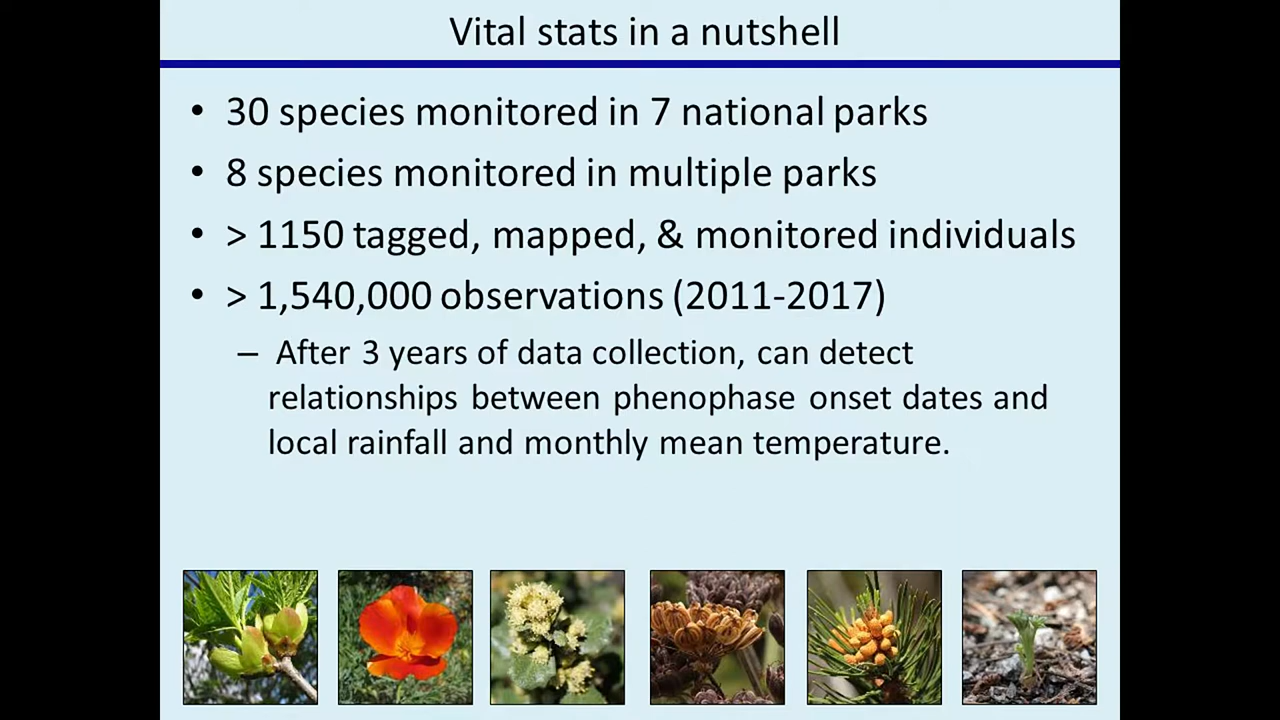 Vital stats in a nutshell
• 30 species monitored in 7 national parks
• 8 species monitored in multiple parks
• > 1150 tagged, mapped, & monitored individuals
• > 1,540,000 observations (2011-2017)
– After 3 years of data collection, can detect
relationships between phenophase onset dates and
local rainfall and monthly mean temperature.